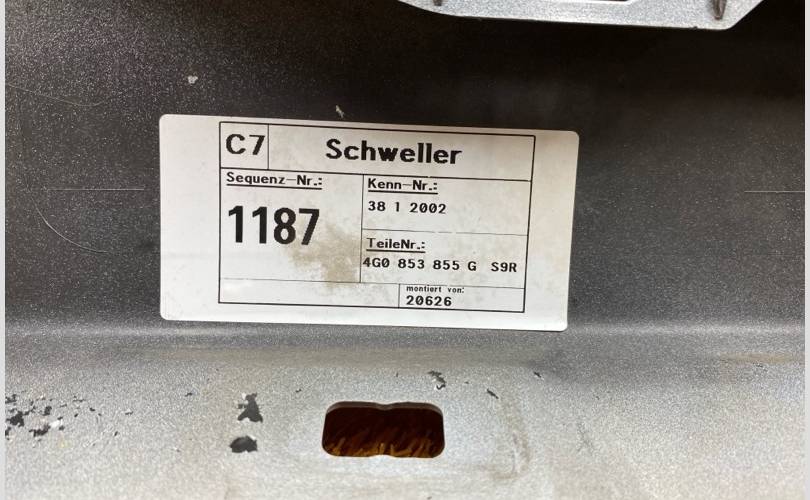 C7 Schweller
Sequenz-Nr.:
1187
Kenn-Nr.:
38 1 2002
TeileNr.:
4G0 853 855 G S9R
montiert von:
20626